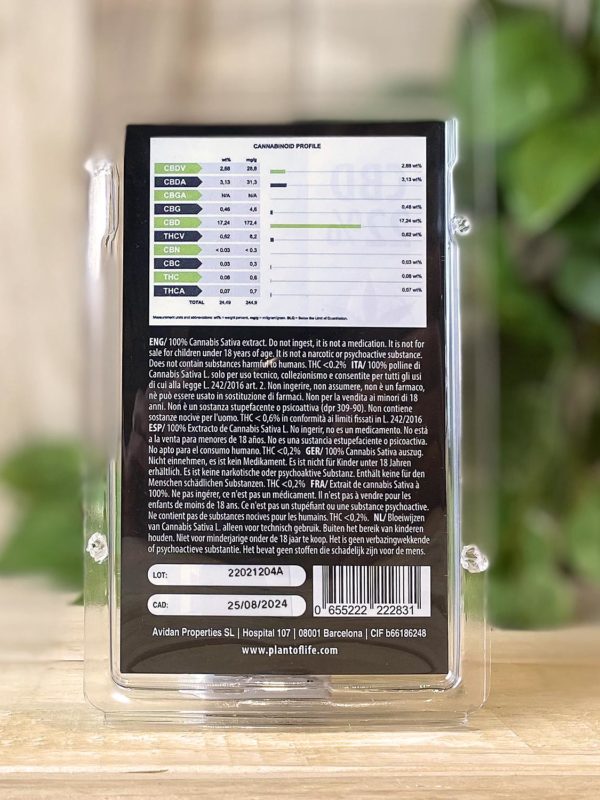 CANNABINOID PROFILE
wt% mg/g
CBDV 2,88 28,8 2,88 wt%
CBDA 3,13 31,3 3,13 wt%
CBGA N/A N/A
CBG 0,46 4,6 0,46 wt%
CBD 17,24 172,4 17,24 wt%
THCV 0,62 6,2 0,62 wt%
CBN < 0.03 < 0.3
CBC 0,03 0,3 0,03 wt%
THC 0,06 0,6 0,06 wt%
THCA 0,07 0,7 0,07 wt%
TOTAL 24,49 244,9
Measurement units and abbreviations: wt% = weight percent, mg/g = milligram/gram. BLQ = Below the Limit of Quantitation.
ENG/ 100% Cannabis Sativa extract. Do not ingest, it is not a medication. It is not for
sale for children under 18 years of age. It is not a narcotic or psychoactive substance.
Does not contain substances harmful to humans. THC <0.2% ITA/ 100% polline di
Cannabis Sativa L. solo per uso tecnico, collezionismo e consentite per tutti gli usi
di cui alla legge L. 242/2016 art. 2. Non ingerire, non assumere, non è un farmaco,
nè può essere usato in sostituzione di farmaci. Non per la vendita ai minori di 18
anni. Non è un sostanza stupefacente o psicoattiva (dpr 309-90). Non contiene
sostanze nocive per l'uomo. THC < 0,6% in conformità ai limiti fissati in L. 242/2016
ESP/ 100% Exctracto de Cannabis Sativa L. No ingerir, no es un medicamento. No está
a la venta para menores de 18 años. No es una sustancia estupefaciente o psicoactiva.
No apto para el consumo humano. THC <0,2% GER/ 100% Cannabis Sativa auszug.
Nicht einnehmen, es ist kein Medikament. Es ist nicht für Kinder unter 18 Jahren
erhältlich. Es ist keine narkotische oder psychoaktive Substanz. Enthält keine für den
Menschen schädlichen Substanzen. THC <0,2% FRA/ Extrait de cannabis Sativa à
100%. Ne pas ingérer, ce n'est pas un médicament. Il n'est pas à vendre pour les
enfants de moins de 18 ans. Ce n'est pas un stupéfiant ou une substance psychoactive.
Ne contient pas de substances nocives pour les humains. THC <0,2%. NL/ Bloeiwijzen
van Cannabis Sativa L. alleen voor technisch gebruik. Buiten het bereik van kinderen
houden. Niet voor minderjarige onder de 18 jaar te koop. Het is geen verbazingwekkende
of psychoactieve substantie. Het bevat geen stoffen die schadelijk zijn voor de mens.
LOT: 22021204A
CAD: 25/08/2024
0 655222 222831
Avidan Properties SL | Hospital 107 | 08001 Barcelona | CIF b66186248
www.plantoflife.com